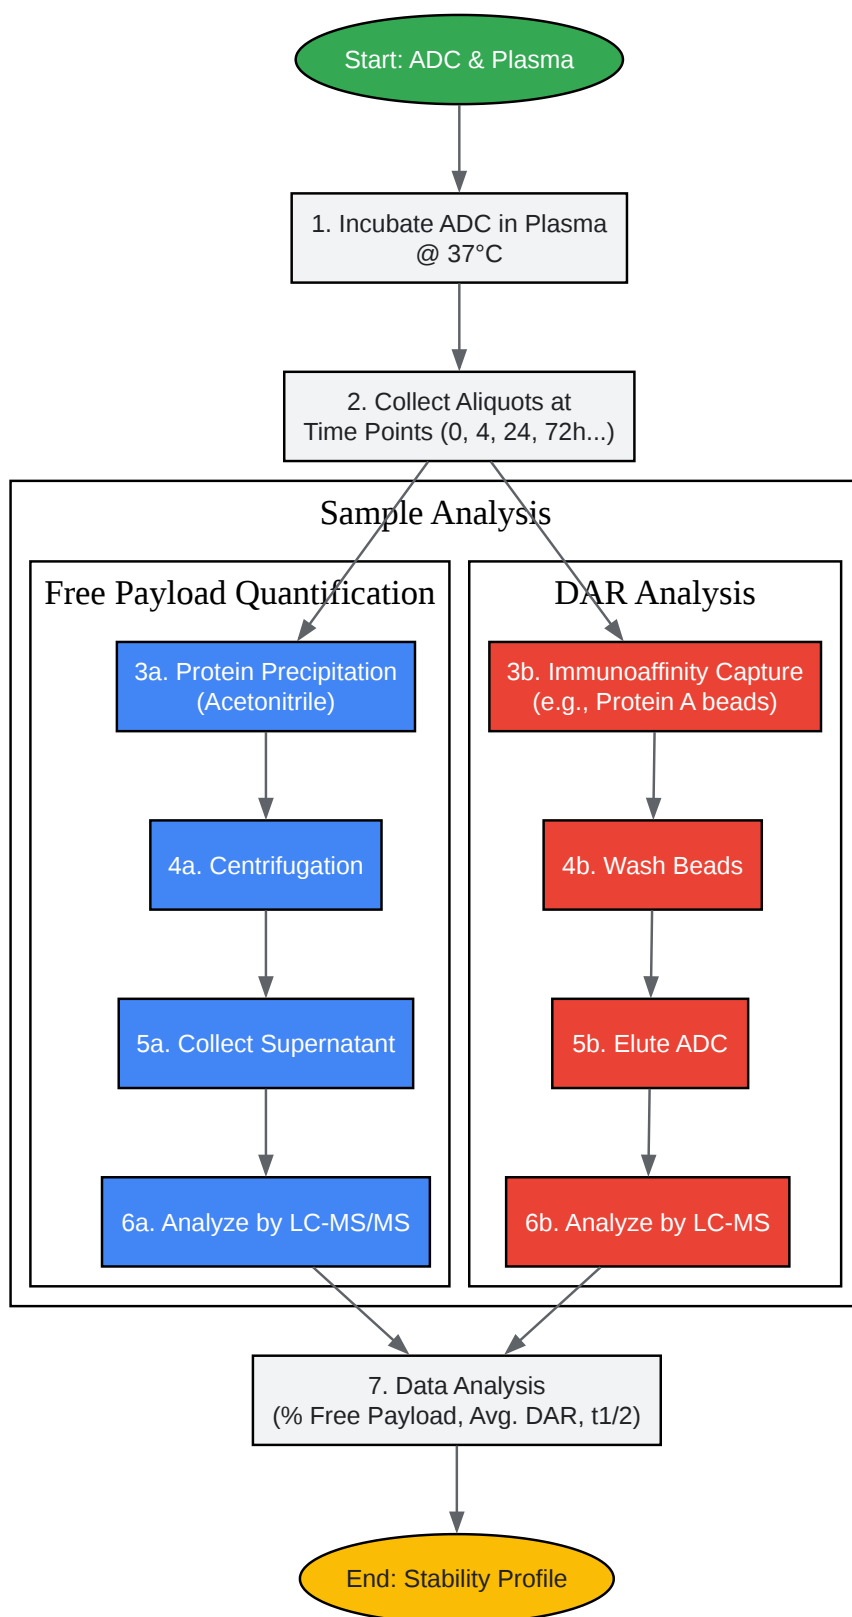 Start: ADC & Plasma
1. Incubate ADC in Plasma
@ 37°C
2. Collect Aliquots at
Time Points (0, 4, 24, 72h...)
Sample Analysis
Free Payload Quantification
3a. Protein Precipitation
(Acetonitrile)
4a. Centrifugation
5a. Collect Supernatant
6a. Analyze by LC-MS/MS
DAR Analysis
3b. Immunoaffinity Capture
(e.g., Protein A beads)
4b. Wash Beads
5b. Elute ADC
6b. Analyze by LC-MS
7. Data Analysis
(% Free Payload, Avg. DAR, t1/2)
End: Stability Profile